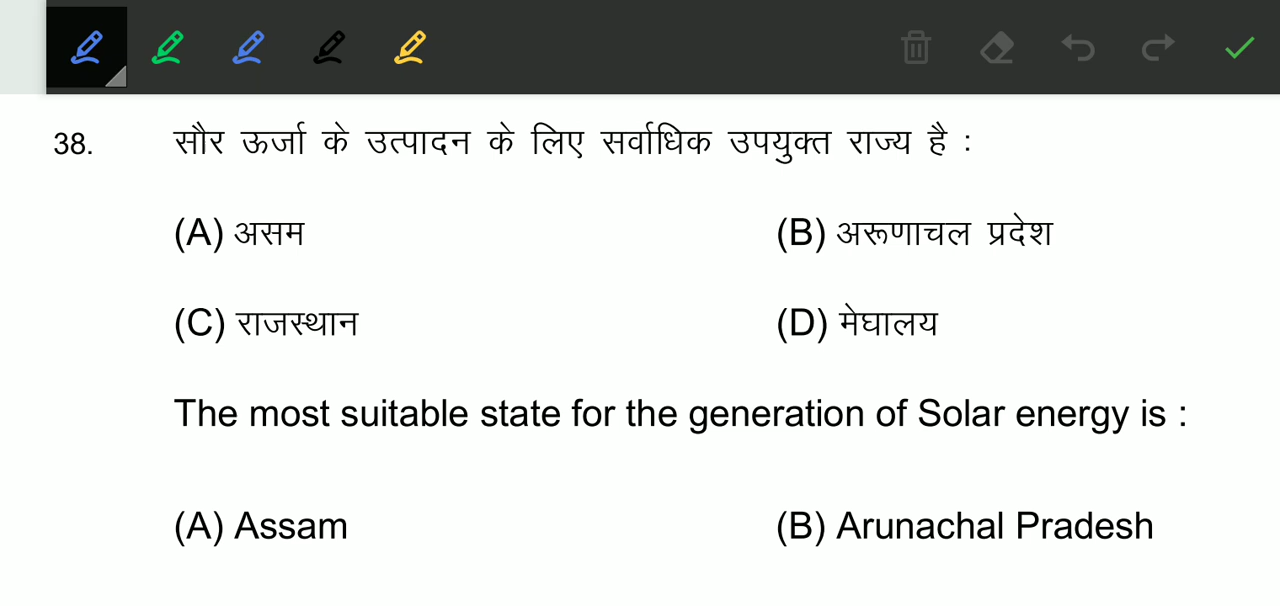 38. सौर ऊर्जा के उत्पादन के लिए सर्वाधिक उपयुक्त राज्य है :
(A) असम (B) अरूणाचल प्रदेश
(C) राजस्थान (D) मेघालय
The most suitable state for the generation of Solar energy is :
(A) Assam (B) Arunachal Pradesh